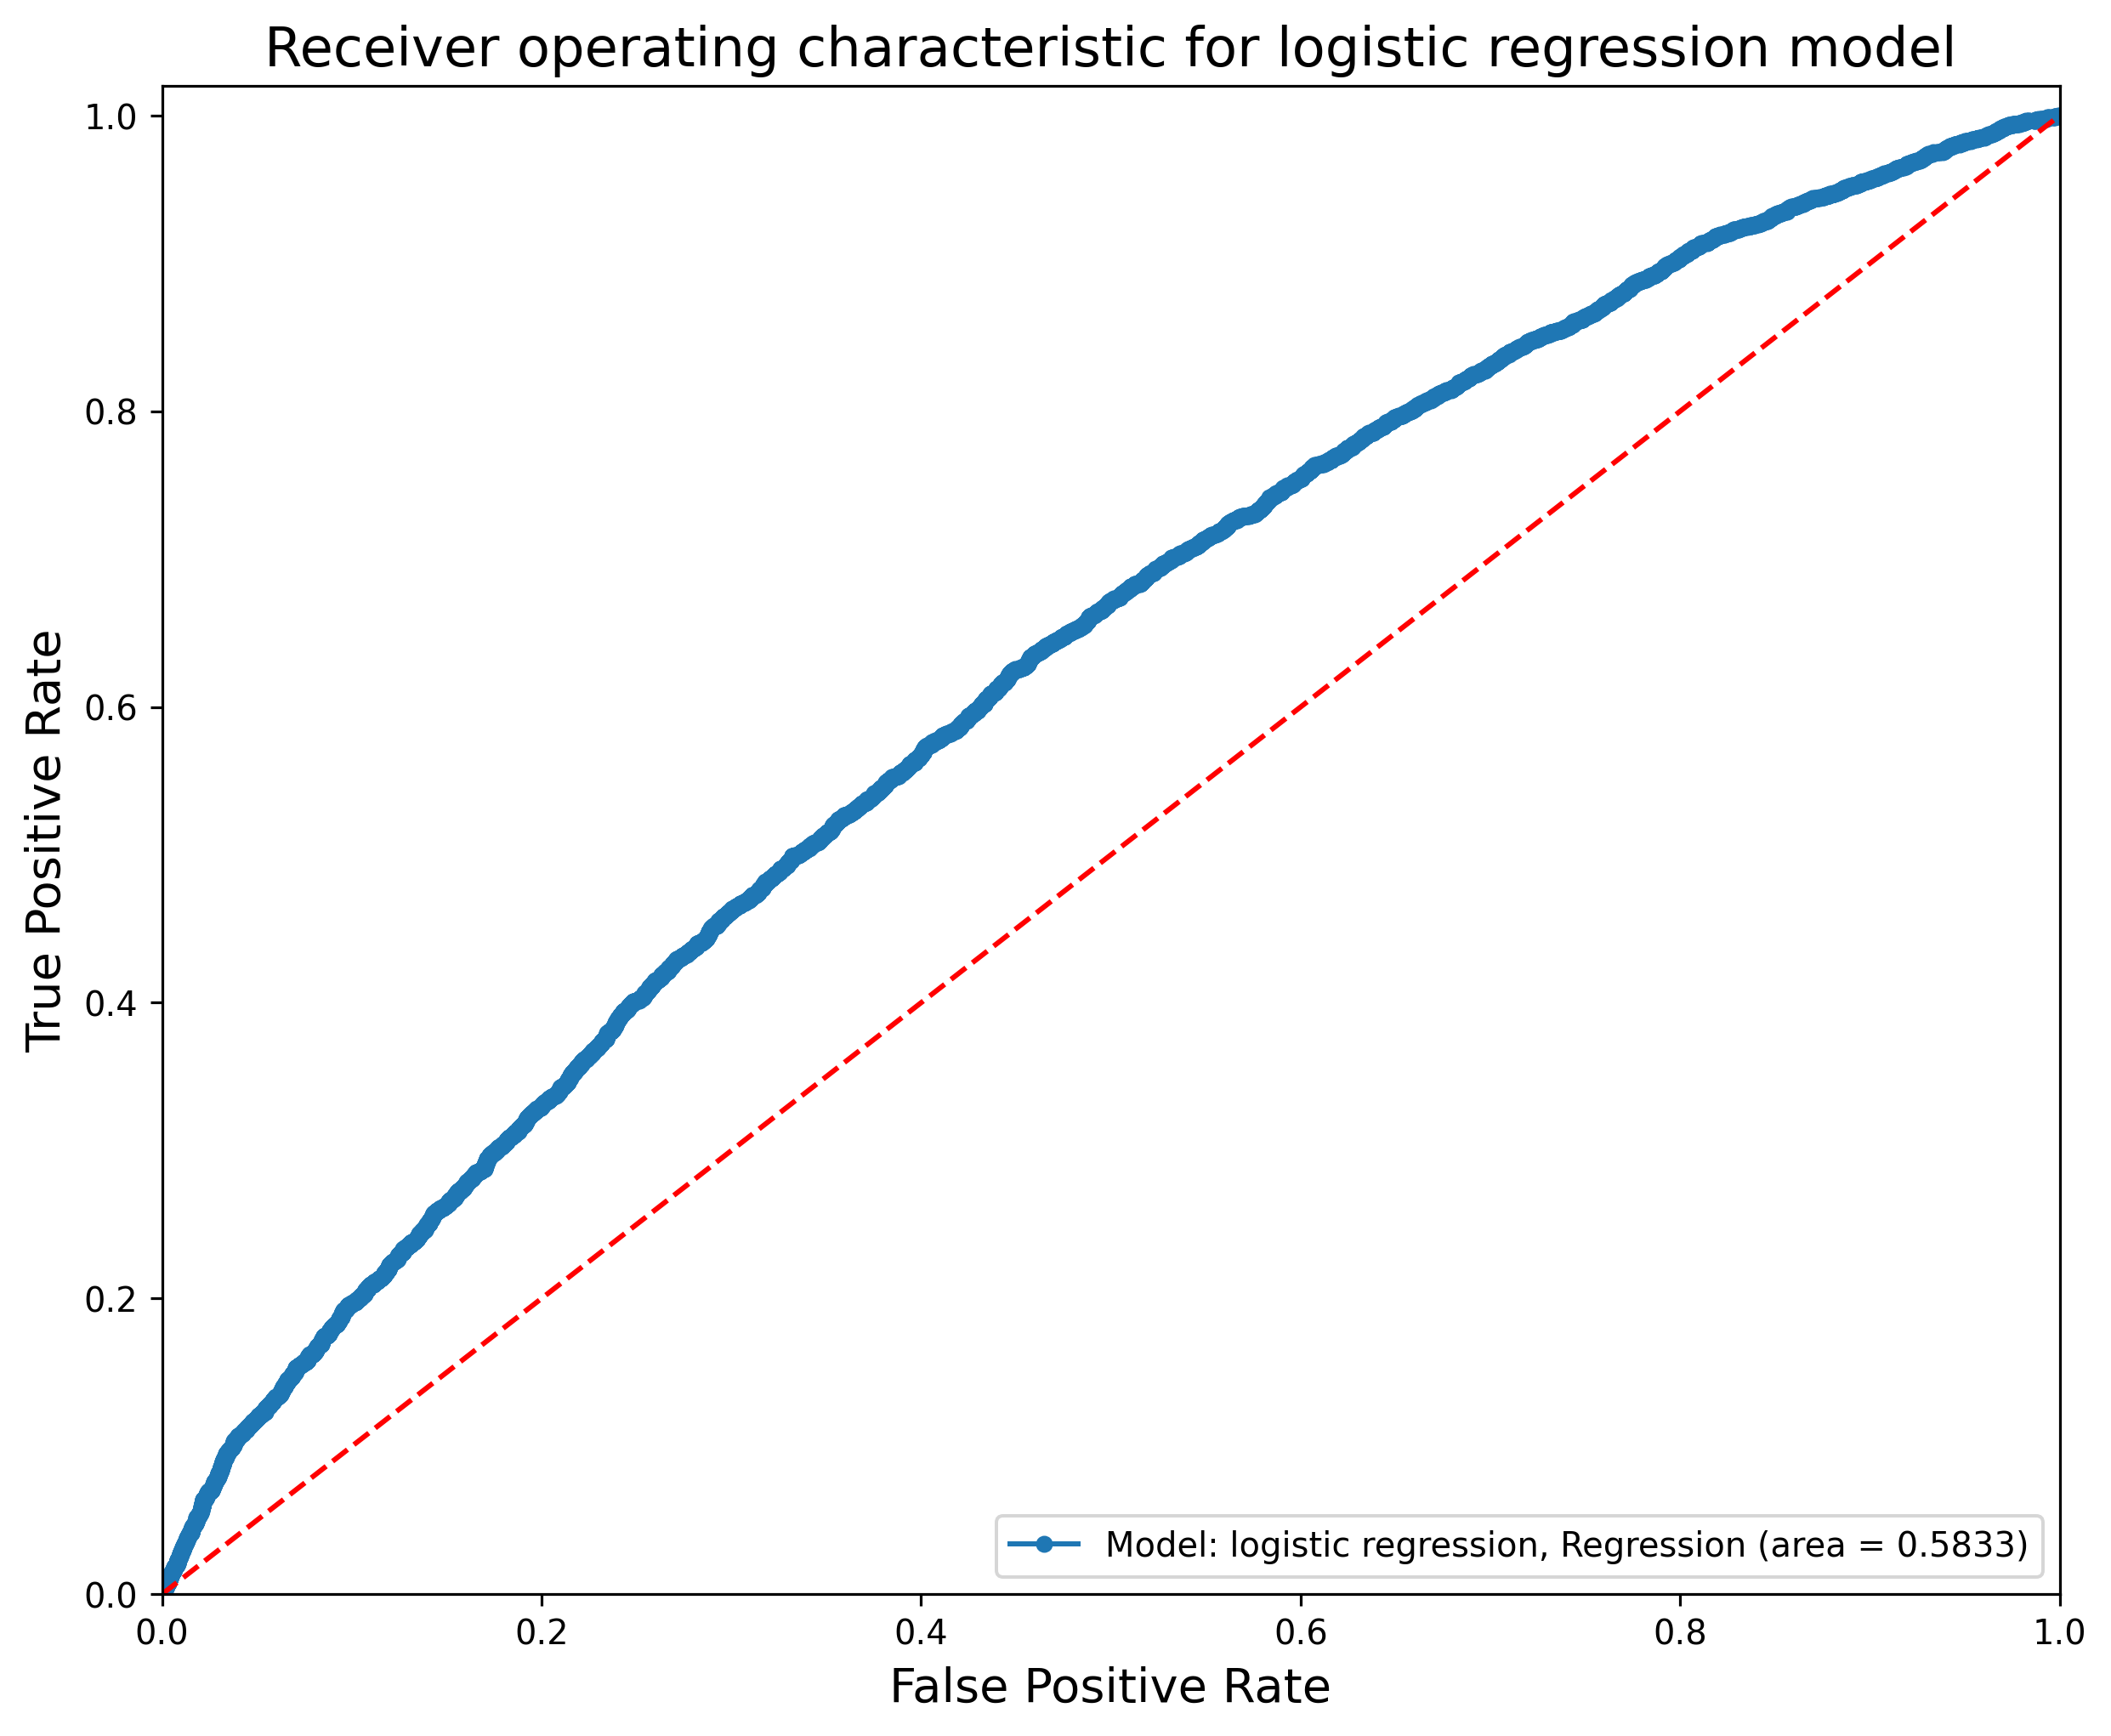 Receiver operating characteristic for logistic regression model
True Positive Rate
1.0
0.8
0.6
0.4
0.2
0.0
Model: logistic regression, Regression (area = 0.5833)
0.0 0.2 0.4 0.6 0.8 1.0
False Positive Rate